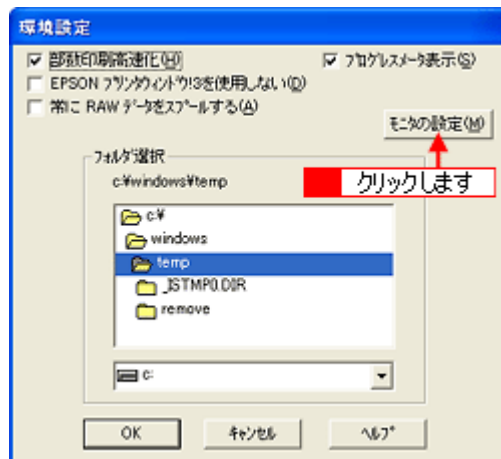 環境設定
部数印刷高速化(H)
プログレスメータ表示(S)
EPSON プリンタウィンドウ!3を使用しない(D)
常に RAW データをスプールする(A)
モニタの設定(M)
クリックします
フォルダ選択
c:¥windows¥temp
c:¥
windows
temp
_ISTMP0.DIR
remove
c:
OK
キャンセル
ヘルプ